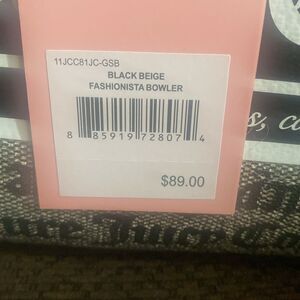 11JCC81JC-GSB
BLACK BEIGE
FASHIONISTA BOWLER
8 85919 72807 4
$89.00